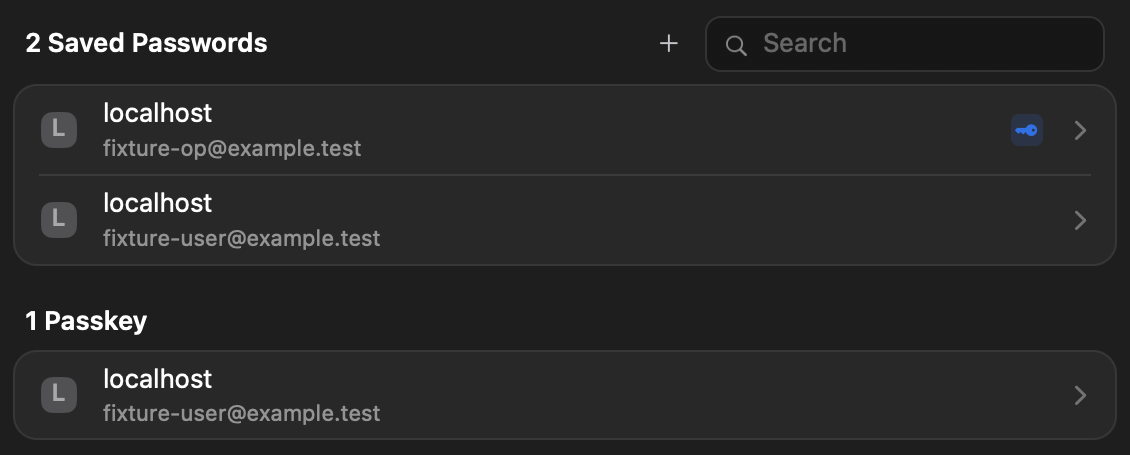 2 Saved Passwords
Search
L
localhost
fixture-op@example.test
L
localhost
fixture-user@example.test
1 Passkey
L
localhost
fixture-user@example.test